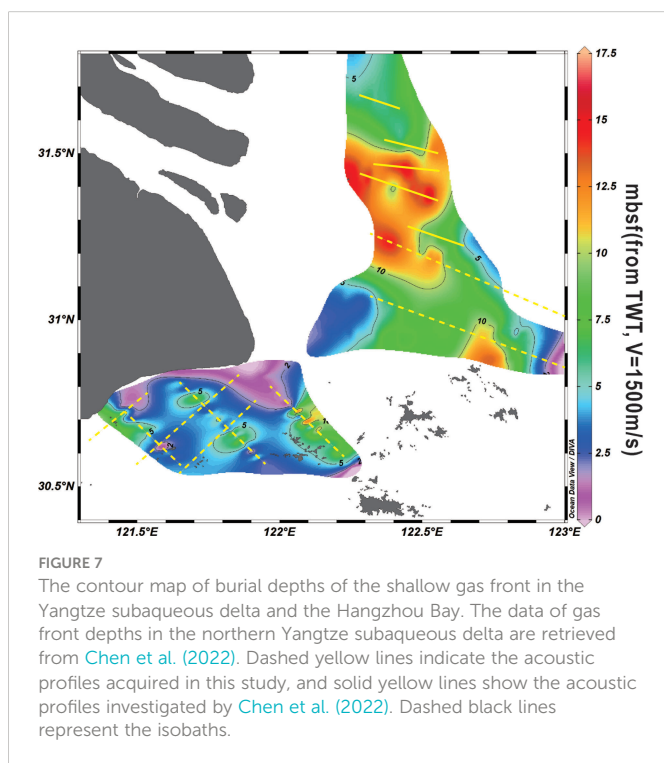 17.5
15
12.5
10
7.5
5
2.5
0
mbsf(from TWT, V=1500m/s)
Ocean Data View / DIVA
31.5°N
31°N
30.5°N
121.5°E
122°E
122.5°E
123°E
5
5
10
10
5
2
5
5
5
5
FIGURE 7
The contour map of burial depths of the shallow gas front in the
Yangtze subaqueous delta and the Hangzhou Bay. The data of gas
front depths in the northern Yangtze subaqueous delta are retrieved
from Chen et al. (2022). Dashed yellow lines indicate the acoustic
profiles acquired in this study, and solid yellow lines show the acoustic
profiles investigated by Chen et al. (2022). Dashed black lines
represent the isobaths.